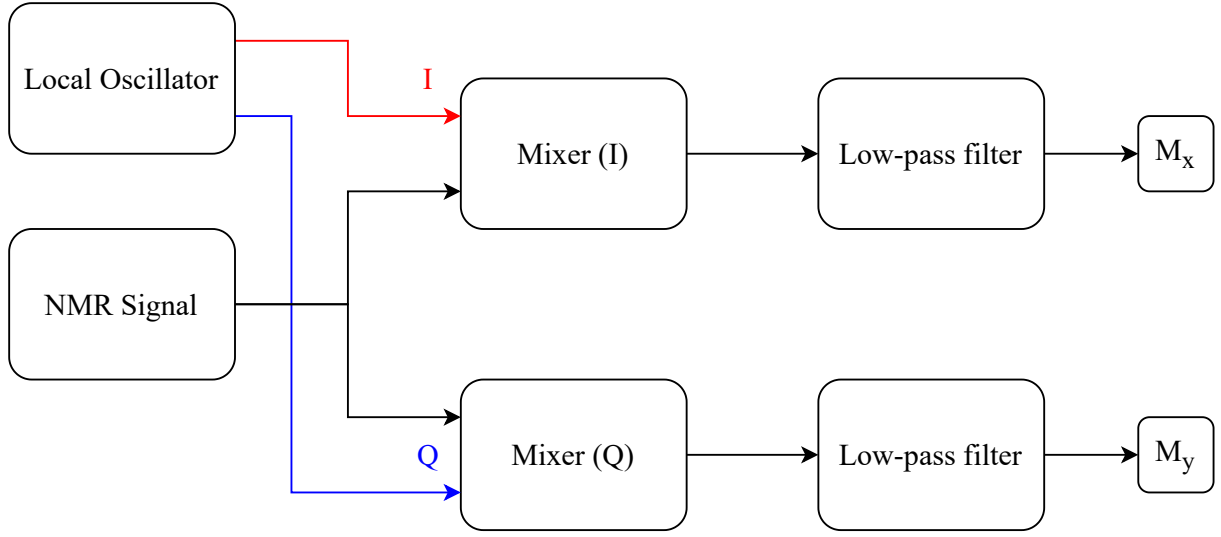 Local Oscillator
I
Mixer (I)
Low-pass filter
Mx
NMR Signal
Q
Mixer (Q)
Low-pass filter
My